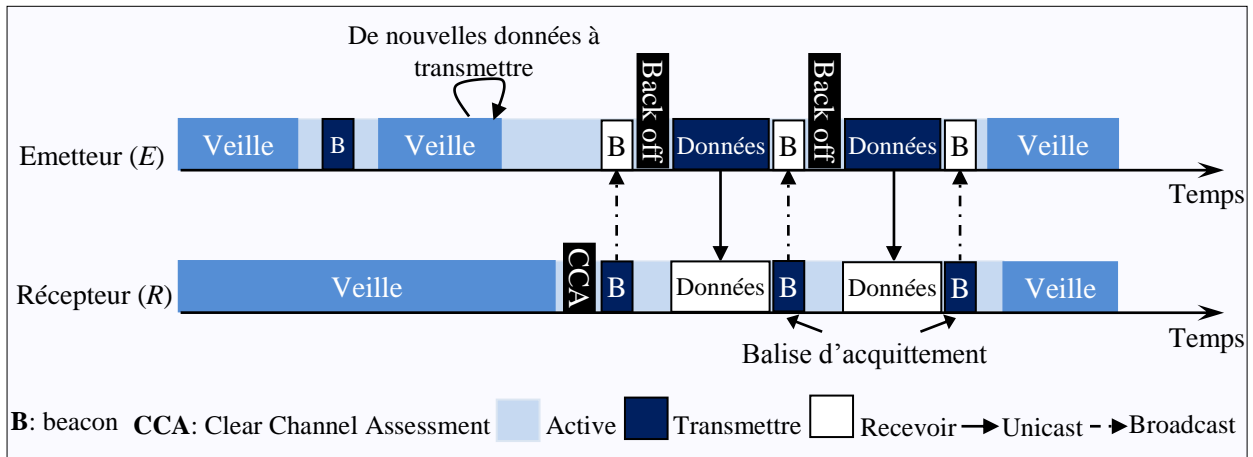 De nouvelles données à
transmettre
Emetteur (E)
Veille
B
Veille
B
Back off
Données
B
Back off
Données
B
Veille
Temps
Récepteur (R)
Veille
CCA
B
Données
B
Données
B
Veille
Temps
Balise d’acquittement
B: beacon CCA: Clear Channel Assessment Active Transmettre Recevoir Unicast Broadcast